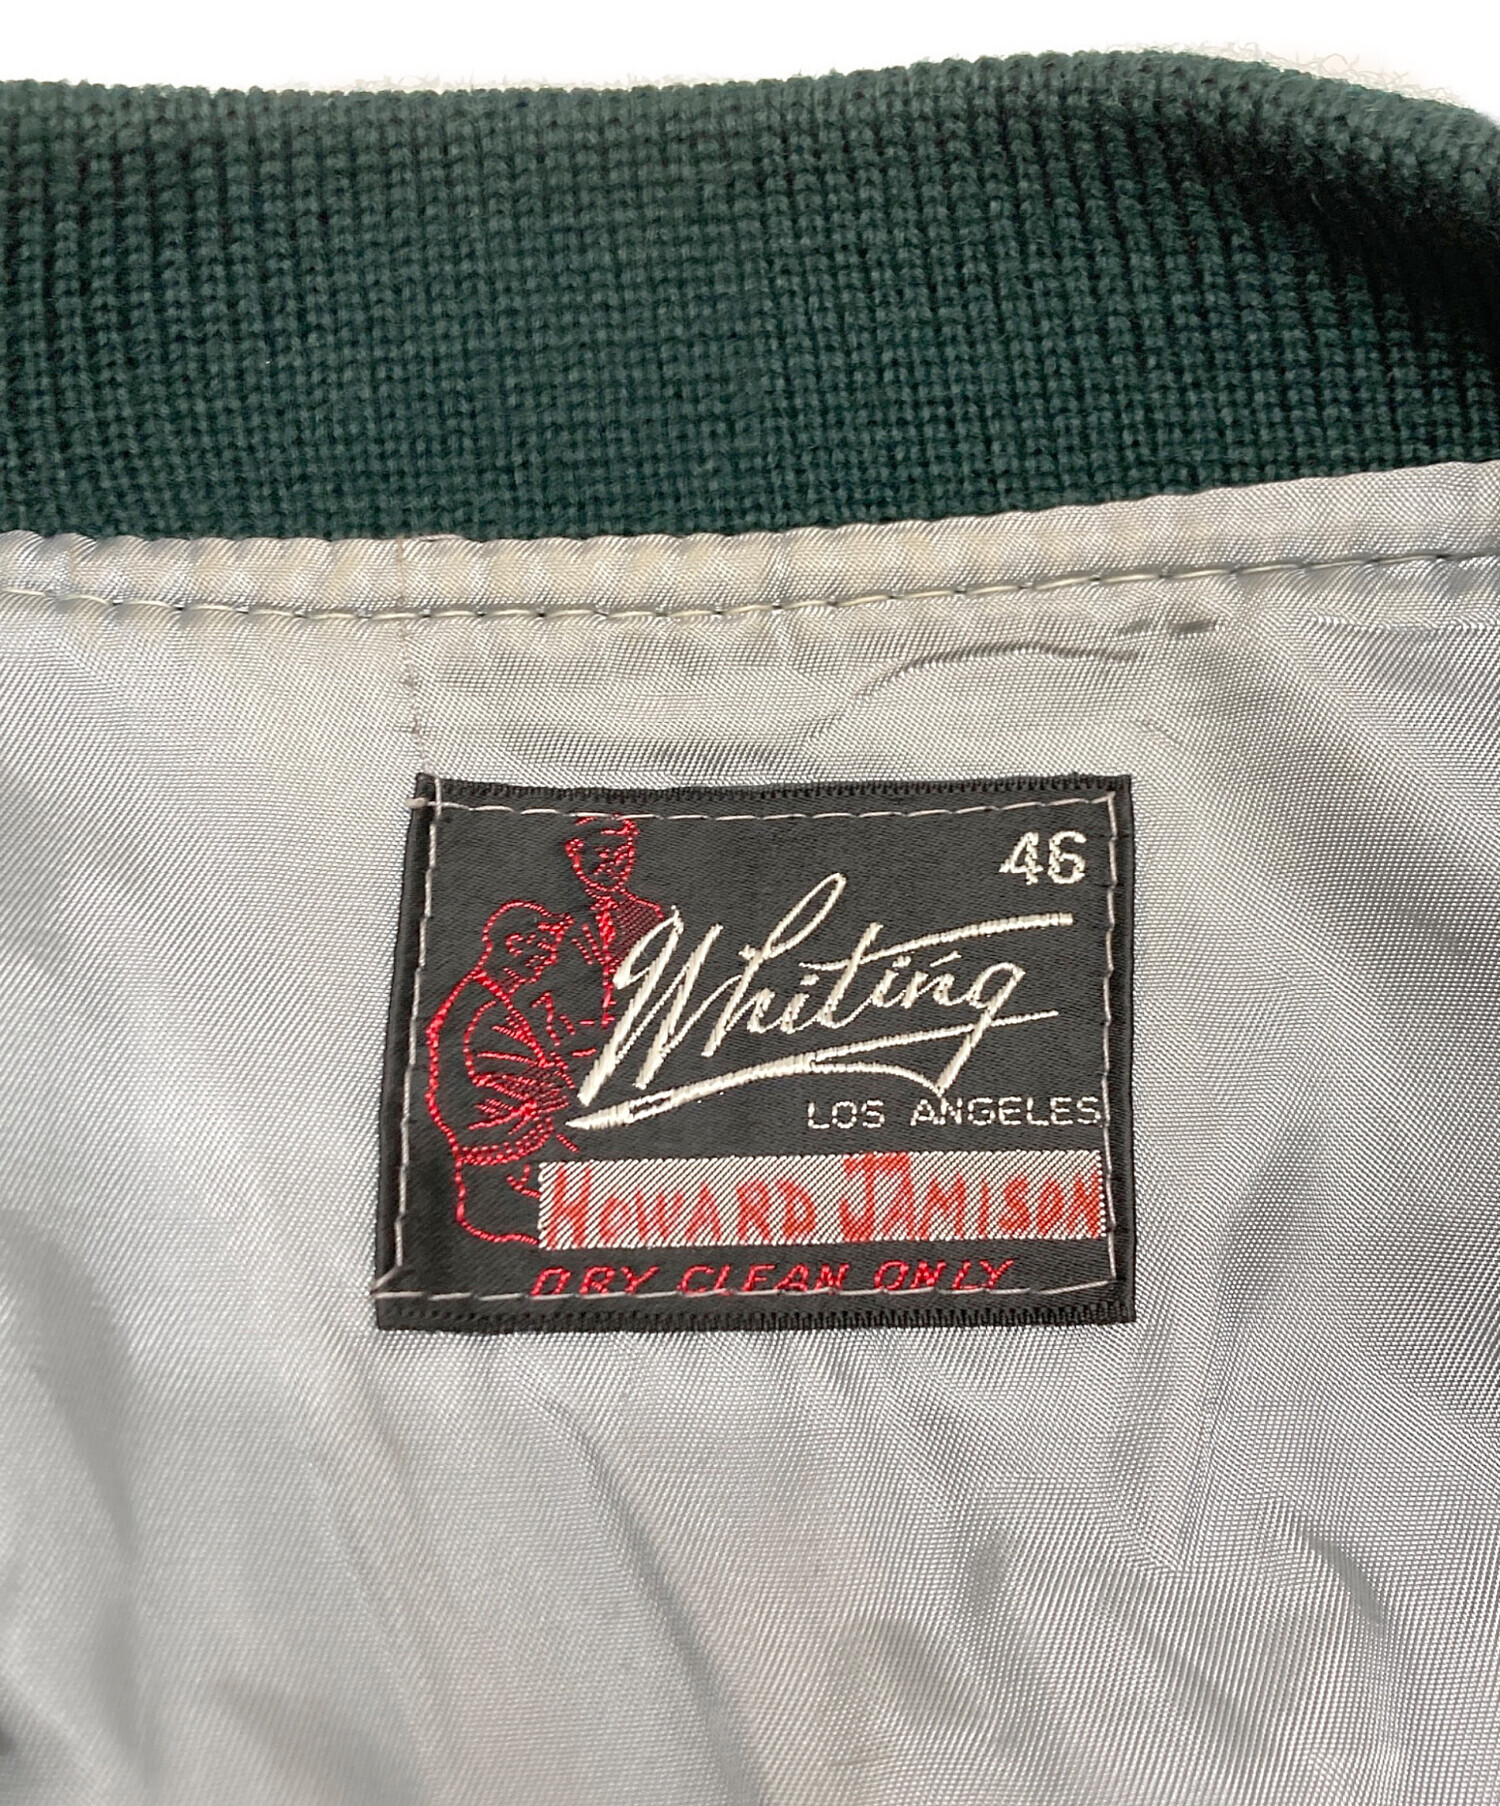 46
Whiting
LOS ANGELES
HOWARD JAMISON
DRY CLEAN ONLY